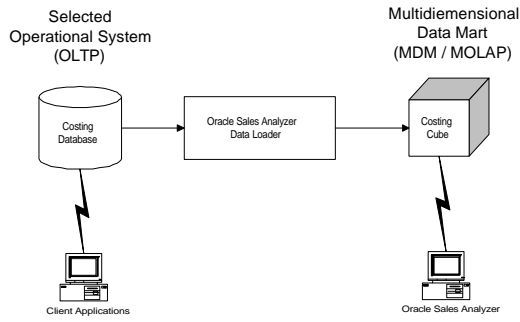 Selected
Operational System
(OLTP)
Multidiemensional
Data Mart
(MDM / MOLAP)
Costing
Database
Oracle Sales Analyzer
Data Loader
Costing
Cube
Client Applications
Oracle Sales Analyzer